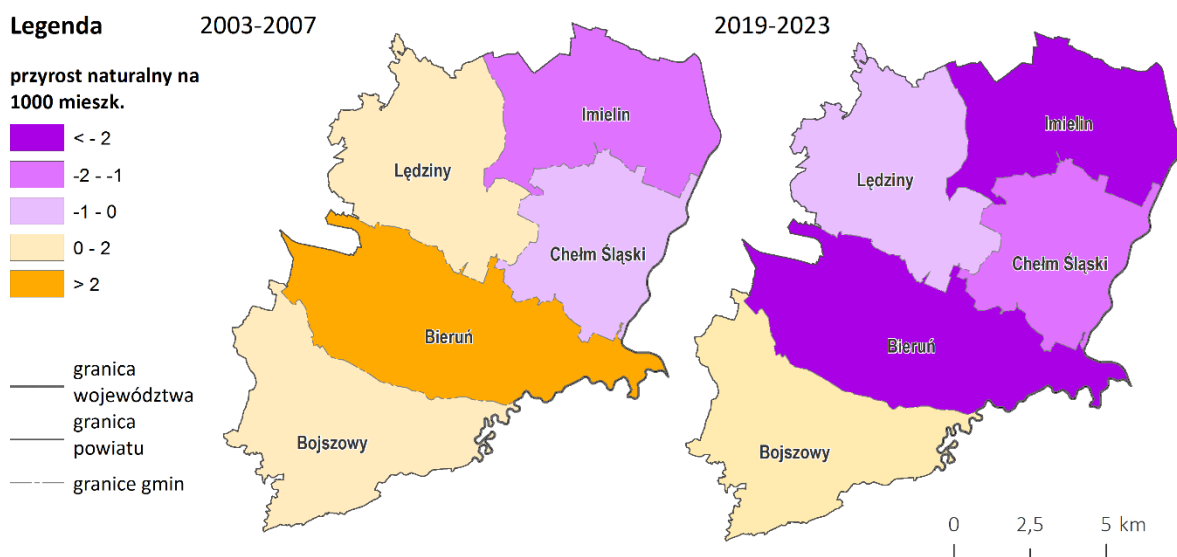 Legenda
przyrost naturalny na
1000 mieszk.
< - 2
-2 - -1
-1 - 0
0 - 2
> 2
granica
województwa
granica
powiatu
granice gmin
2003-2007
Imielin
Lędziny
Chełm Śląski
Bieruń
Bojszowy
2019-2023
Imielin
Lędziny
Chełm Śląski
Bieruń
Bojszowy
0 2,5 5 km